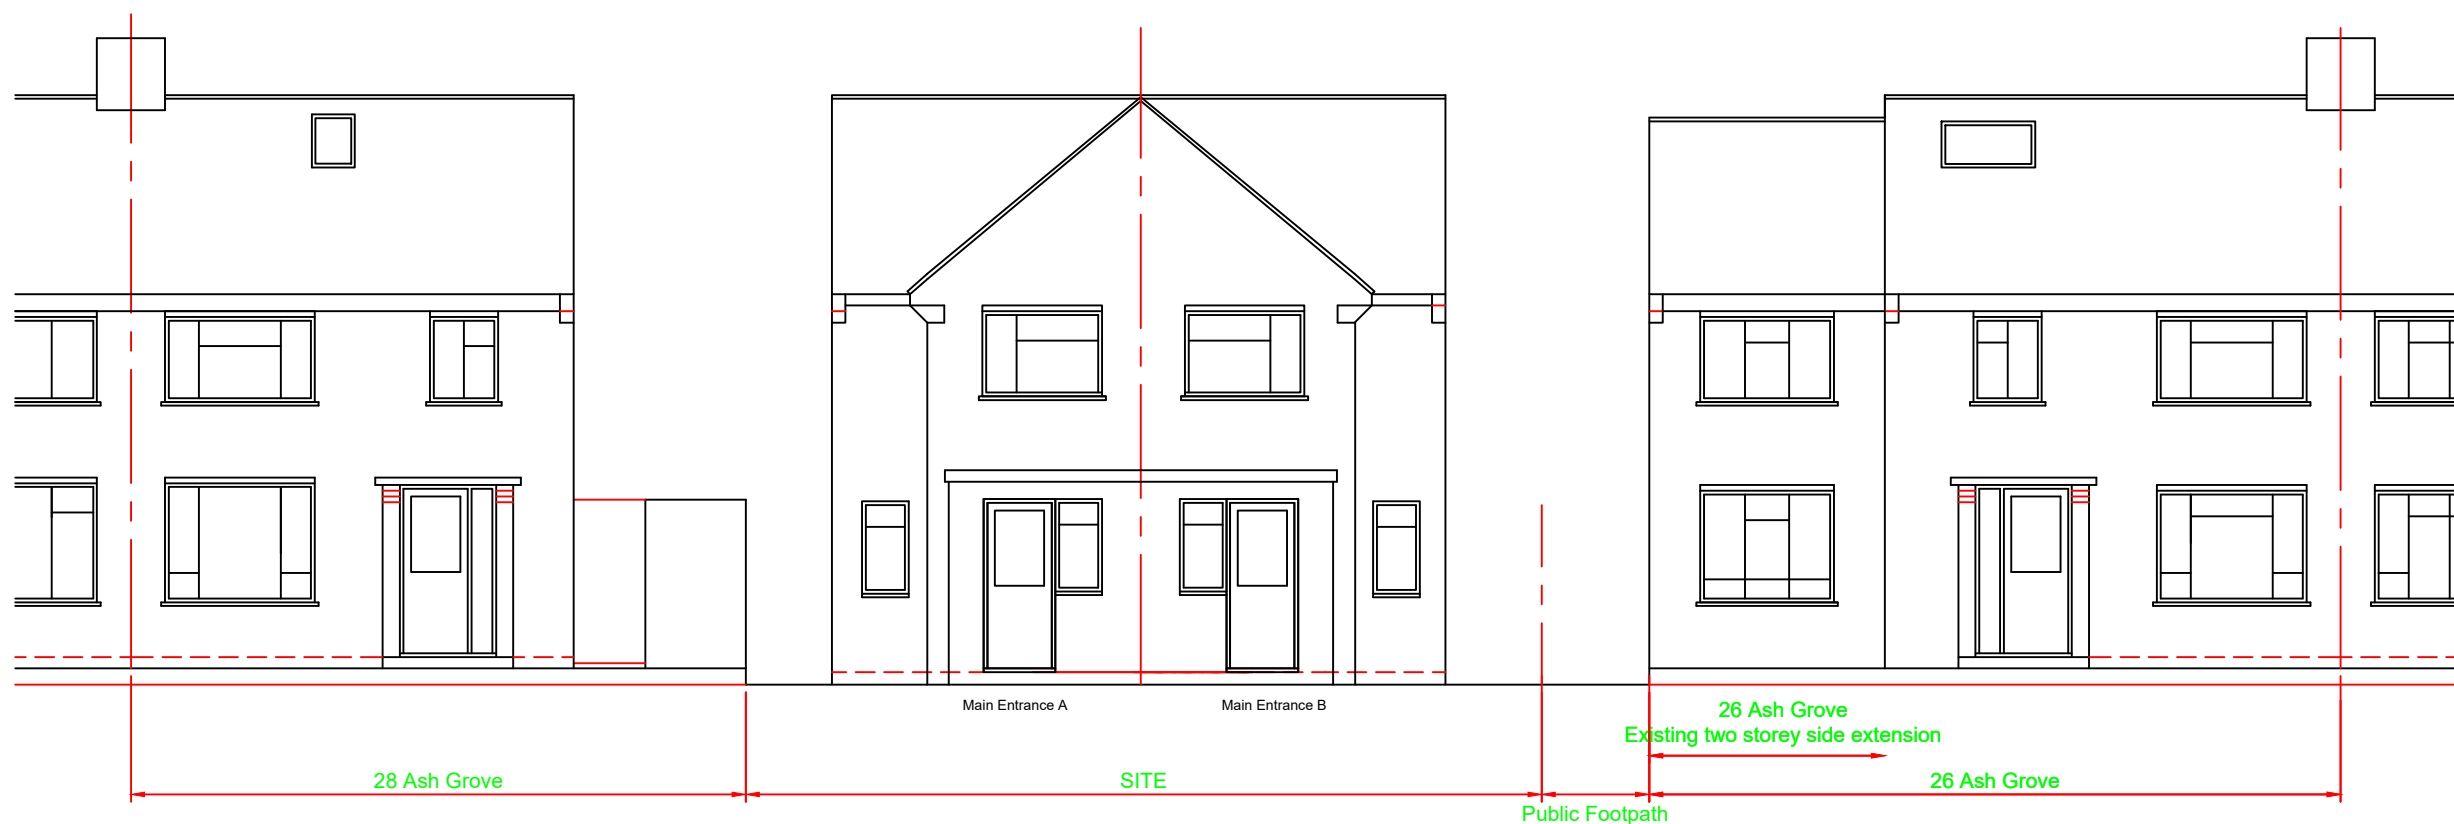 Main Entrance A
Main Entrance B
26 Ash Grove
Existing two storey side extension
28 Ash Grove
SITE
26 Ash Grove
Public Footpath